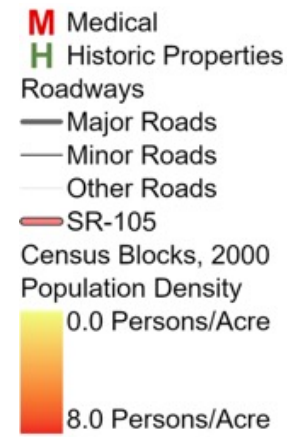 M Medical
H Historic Properties
Roadways
Major Roads
Minor Roads
Other Roads
SR-105
Census Blocks, 2000
Population Density
0.0 Persons/Acre
8.0 Persons/Acre